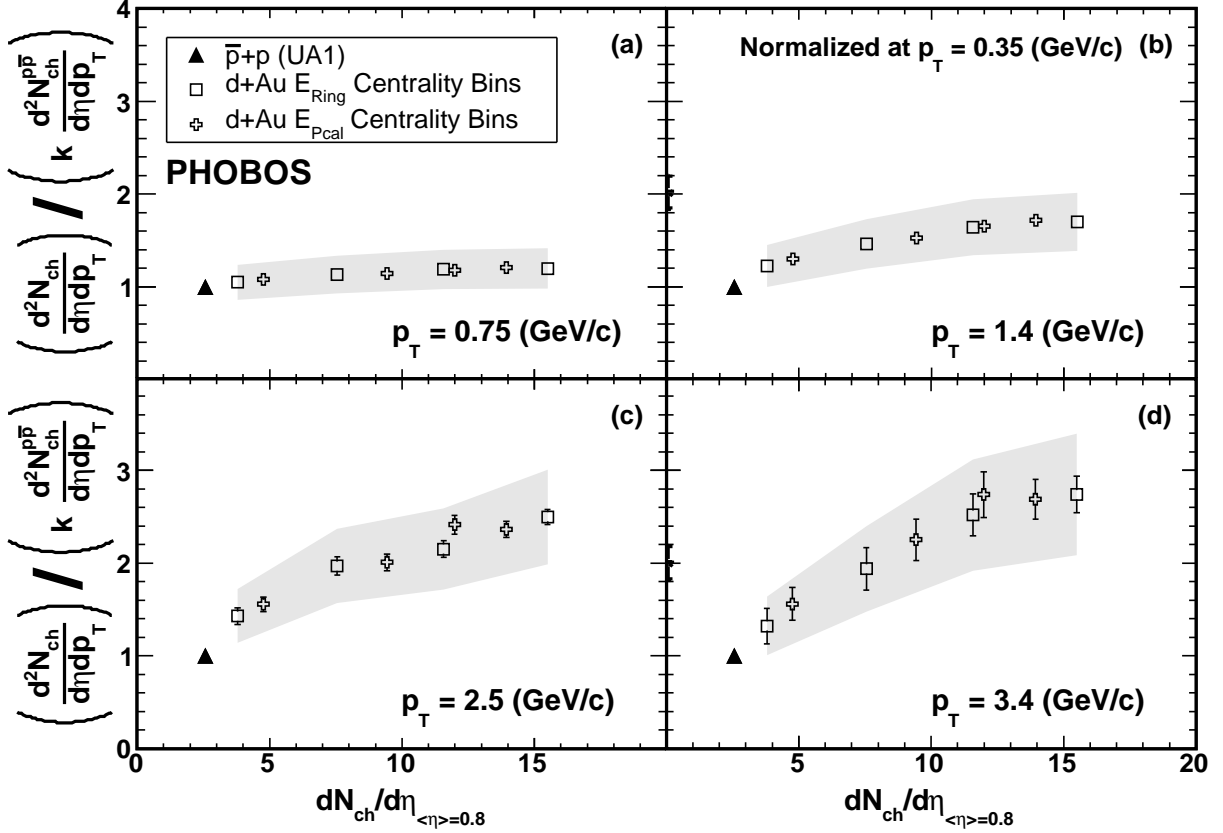 4
3
2
1
(d²N_ch / dηdp_T) / (k d²N_ch^pp̅ / dηdp_T)
p̅+p (UA1)
d+Au E_Ring Centrality Bins
d+Au E_Pcal Centrality Bins
PHOBOS
(a)
p_T = 0.75 (GeV/c)
Normalized at p_T = 0.35 (GeV/c)
(b)
p_T = 1.4 (GeV/c)
3
2
1
0
(d²N_ch / dηdp_T) / (k d²N_ch^pp̅ / dηdp_T)
(c)
p_T = 2.5 (GeV/c)
(d)
p_T = 3.4 (GeV/c)
0 5 10 15
5 10 15 20
dN_ch/dη_<η>=0.8
dN_ch/dη_<η>=0.8